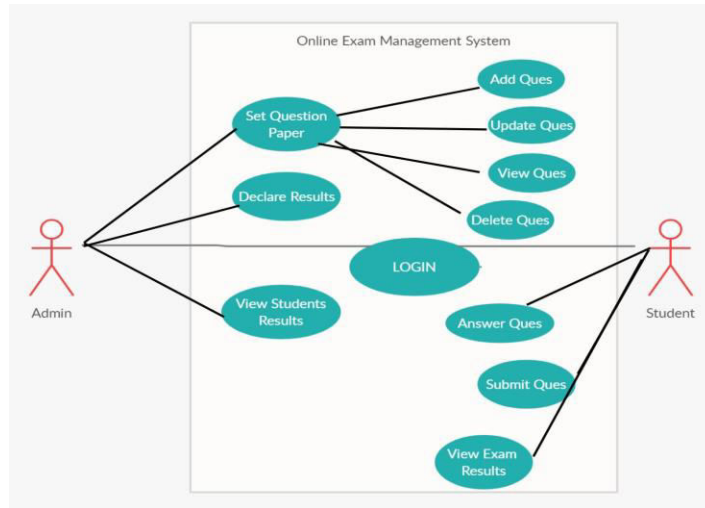 Online Exam Management System
Add Ques
Set Question
Paper
Update Ques
View Ques
Declare Results
Delete Ques
LOGIN
Admin
Student
View Students
Results
Answer Ques
Submit Ques
View Exam
Results